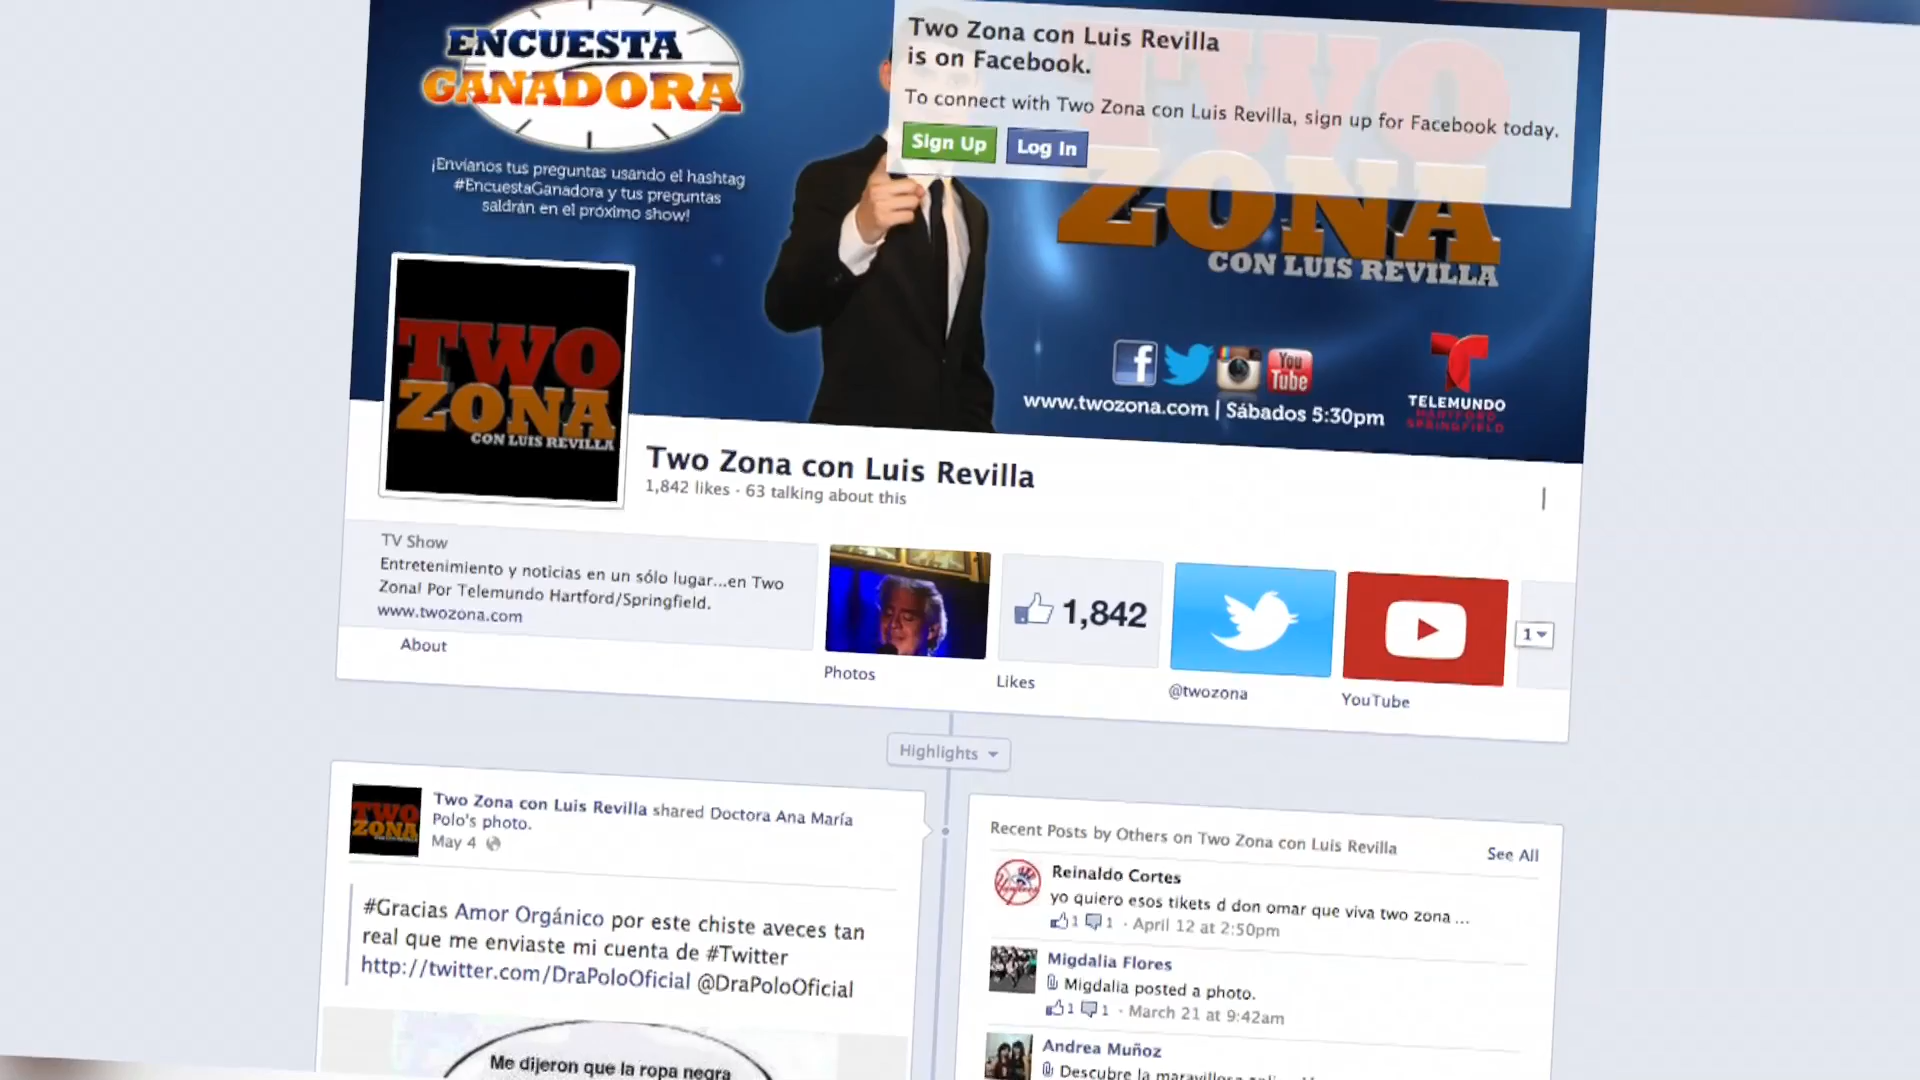 ENCUESTA
GANADORA
¡Envíanos tus preguntas usando el hashtag
#EncuestaGanadora y tus preguntas
saldrán en el próximo show!
Two Zona con Luis Revilla
is on Facebook.
To connect with Two Zona con Luis Revilla, sign up for Facebook today.
Sign Up Log In
TWO
ZONA
CON LUIS REVILLA
You
Tube
www.twozona.com | Sábados 5:30pm
TELEMUNDO
HARTFORD
SPRINGFIELD
TWO
ZONA
CON LUIS REVILLA
Two Zona con Luis Revilla
1,842 likes · 63 talking about this
TV Show
Entretenimiento y noticias en un sólo lugar...en Two
Zona! Por Telemundo Hartford/Springfield.
www.twozona.com
About
Photos
1,842
Likes
@twozona
YouTube
1
Highlights
TWO
ZONA
Two Zona con Luis Revilla shared Doctora Ana María
Polo's photo.
May 4
#Gracias Amor Orgánico por este chiste aveces tan
real que me enviaste mi cuenta de #Twitter
http://twitter.com/DraPoloOficial @DraPoloOficial
Me dijeron que la ropa negra
Recent Posts by Others on Two Zona con Luis Revilla
See All
Reinaldo Cortes
yo quiero esos tikets d don omar que viva two zona ...
1 1 · April 12 at 2:50pm
Migdalia Flores
Migdalia posted a photo.
1 1 · March 21 at 9:42am
Andrea Muñoz
Descubre la